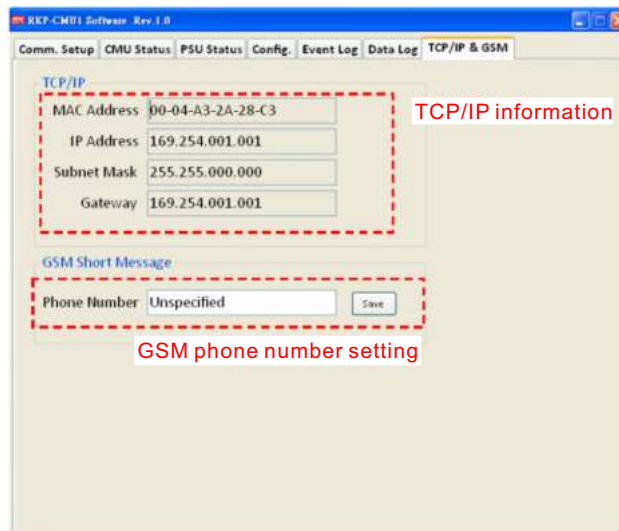 RKP-CMU1 Software Rev.1.0
Comm. Setup CMU Status PSU Status Config. Event Log Data Log TCP/IP & GSM
TCP/IP
MAC Address 00-04-A3-2A-28-C3
TCP/IP information
IP Address 169.254.001.001
Subnet Mask 255.255.000.000
Gateway 169.254.001.001
GSM Short Message
Phone Number Unspecified Save
GSM phone number setting